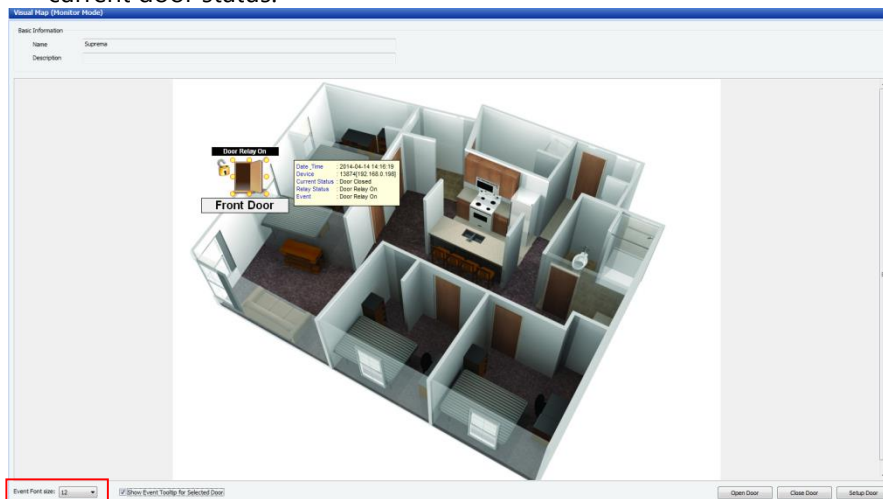 current door status.
Visual Map (Monitor Mode)
Basic Information
Name Suprema
Description
Door Relay On
Front Door
Date_Time : 2014-04-14 14:16:19
Device : 13874[192.168.0.198]
Current Status : Door Closed
Relay Status : Door Relay On
Event : Door Relay On
Event Font size: 12 Show Event Tooltip for Selected Door Open Door Close Door Setup Door